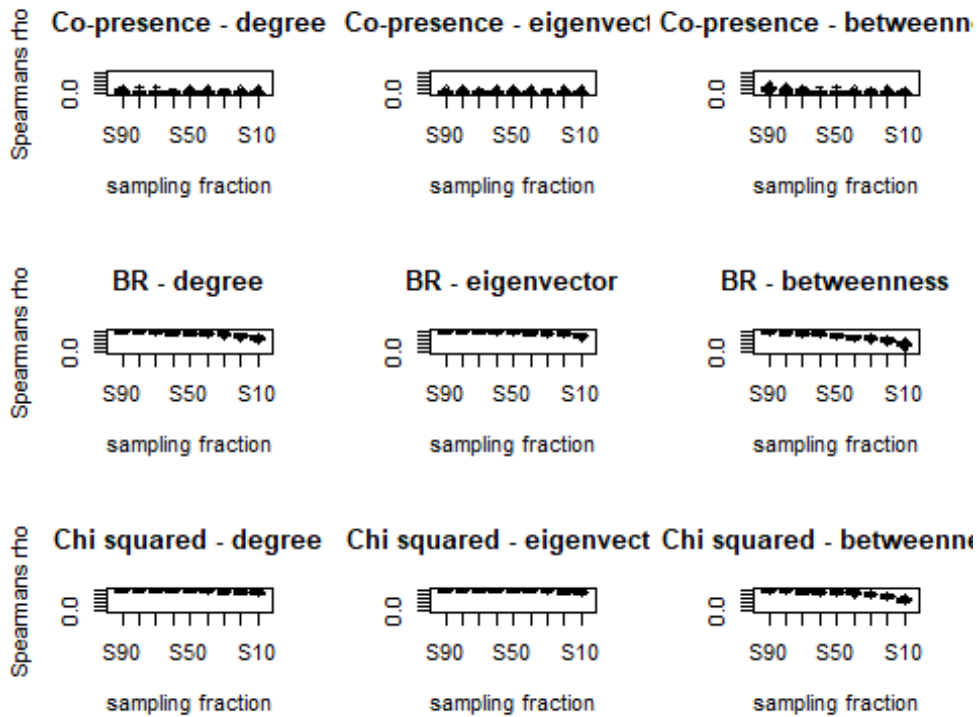 Co-presence - degree
Co-presence - eigenvect
Co-presence - betweenn
Spearmans rho
0.0
0.0
0.0
S90 S50 S10
S90 S50 S10
S90 S50 S10
sampling fraction
sampling fraction
sampling fraction
BR - degree
BR - eigenvector
BR - betweenness
Spearmans rho
0.0
0.0
0.0
S90 S50 S10
S90 S50 S10
S90 S50 S10
sampling fraction
sampling fraction
sampling fraction
Chi squared - degree
Chi squared - eigenvect
Chi squared - betweenne
Spearmans rho
0.0
0.0
0.0
S90 S50 S10
S90 S50 S10
S90 S50 S10
sampling fraction
sampling fraction
sampling fraction